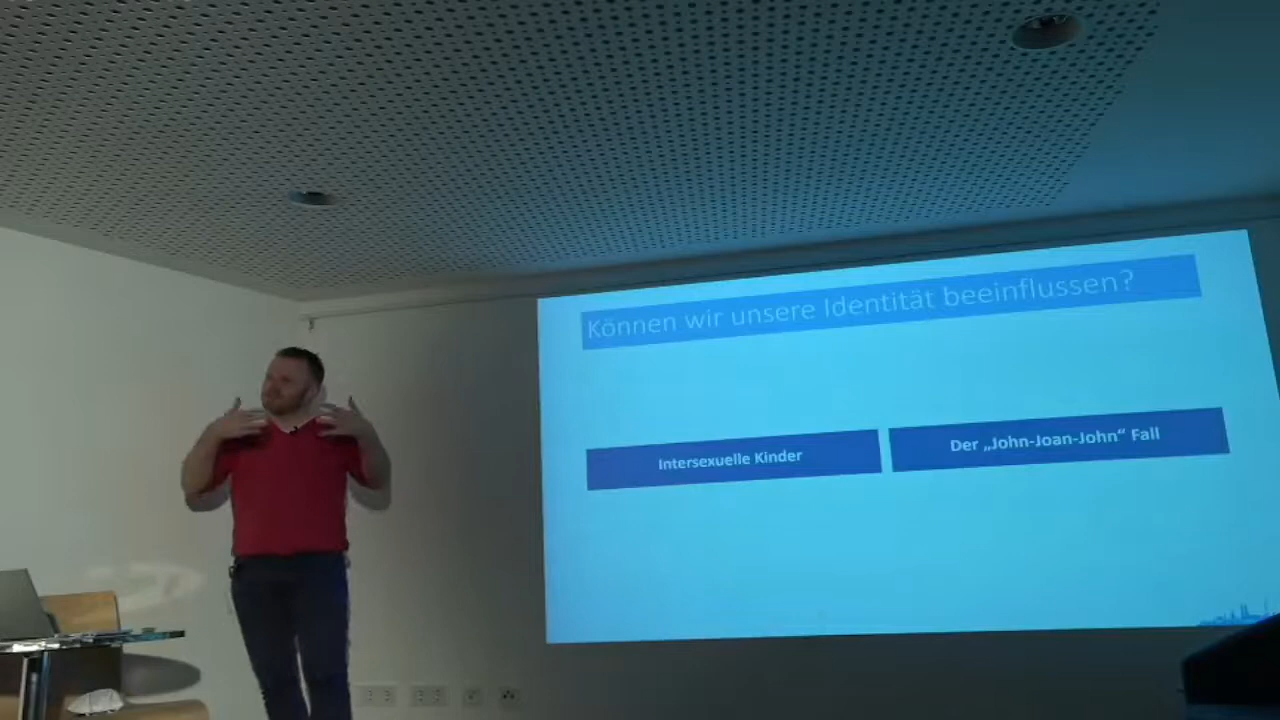 Können wir unsere Identität beeinflussen?
Intersexuelle Kinder
Der „John-Joan-John“ Fall